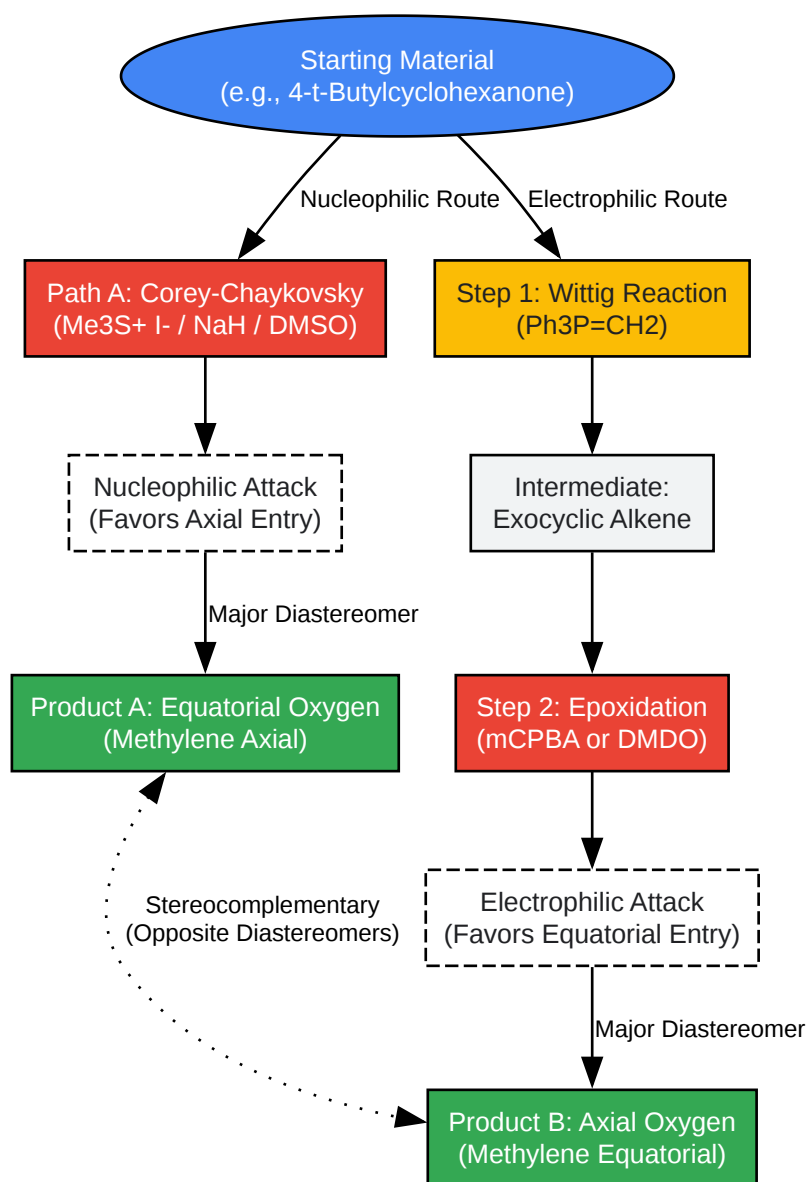 Starting Material
(e.g., 4-t-Butylcyclohexanone)
Nucleophilic Route
Electrophilic Route
Path A: Corey-Chaykovsky
(Me3S+ I- / NaH / DMSO)
Step 1: Wittig Reaction
(Ph3P=CH2)
Nucleophilic Attack
(Favors Axial Entry)
Intermediate:
Exocyclic Alkene
Major Diastereomer
Product A: Equatorial Oxygen
(Methylene Axial)
Step 2: Epoxidation
(mCPBA or DMDO)
Stereocomplementary
(Opposite Diastereomers)
Electrophilic Attack
(Favors Equatorial Entry)
Major Diastereomer
Product B: Axial Oxygen
(Methylene Equatorial)